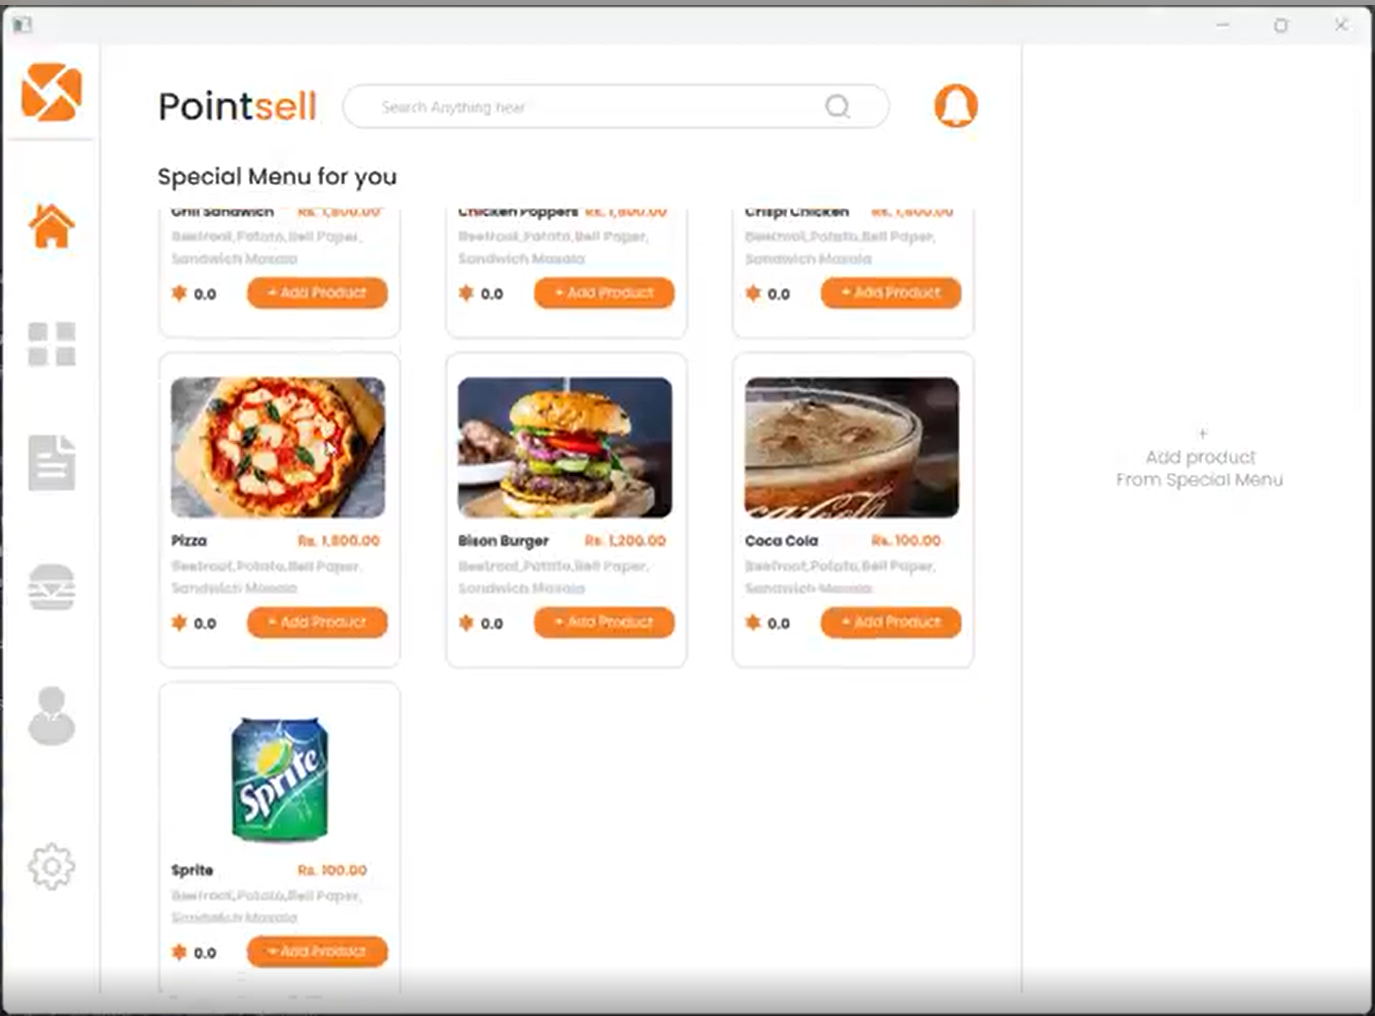 Pointsell
Search Anything hear
Special Menu for you
Grill Sandwich Rs. 1,800.00
Beetroot,Potato,Bell Paper,
Sandwich Masala
0.0 + Add Product
Chicken Poppers Rs. 1,800.00
Beetroot,Potato,Bell Paper,
Sandwich Masala
0.0 + Add Product
Crispi Chicken Rs. 1,800.00
Beetroot,Potato,Bell Paper,
Sandwich Masala
0.0 + Add Product
Pizza Rs. 1,800.00
Beetroot,Potato,Bell Paper,
Sandwich Masala
0.0 + Add Product
Bison Burger Rs. 1,200.00
Beetroot,Potato,Bell Paper,
Sandwich Masala
0.0 + Add Product
Coca Cola
Coca Cola Rs. 100.00
Beetroot,Potato,Bell Paper,
Sandwich Masala
0.0 + Add Product
Sprite
Sprite Rs. 100.00
Beetroot,Potato,Bell Paper,
Sandwich Masala
0.0 + Add Product
+
Add product
From Special Menu